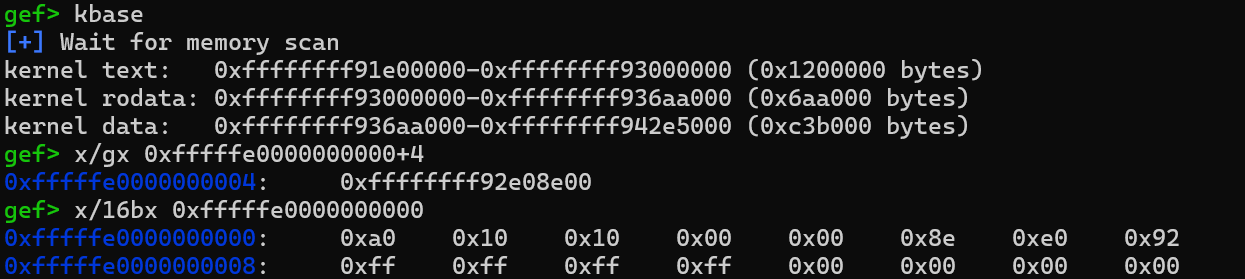 gef> kbase
[+] Wait for memory scan
kernel text:   0xffffffff91e00000-0xffffffff93000000 (0x1200000 bytes)
kernel rodata: 0xffffffff93000000-0xffffffff936aa000 (0x6aa000 bytes)
kernel data:   0xffffffff936aa000-0xffffffff942e5000 (0xc3b000 bytes)
gef> x/gx 0xfffffe0000000000+4
0xfffffe0000000004:     0xffffffff92e08e00
gef> x/16bx 0xfffffe0000000000
0xfffffe0000000000:     0xa0    0x10    0x10    0x00    0x00    0x8e    0xe0    0x92
0xfffffe0000000008:     0xff    0xff    0xff    0xff    0x00    0x00    0x00    0x00